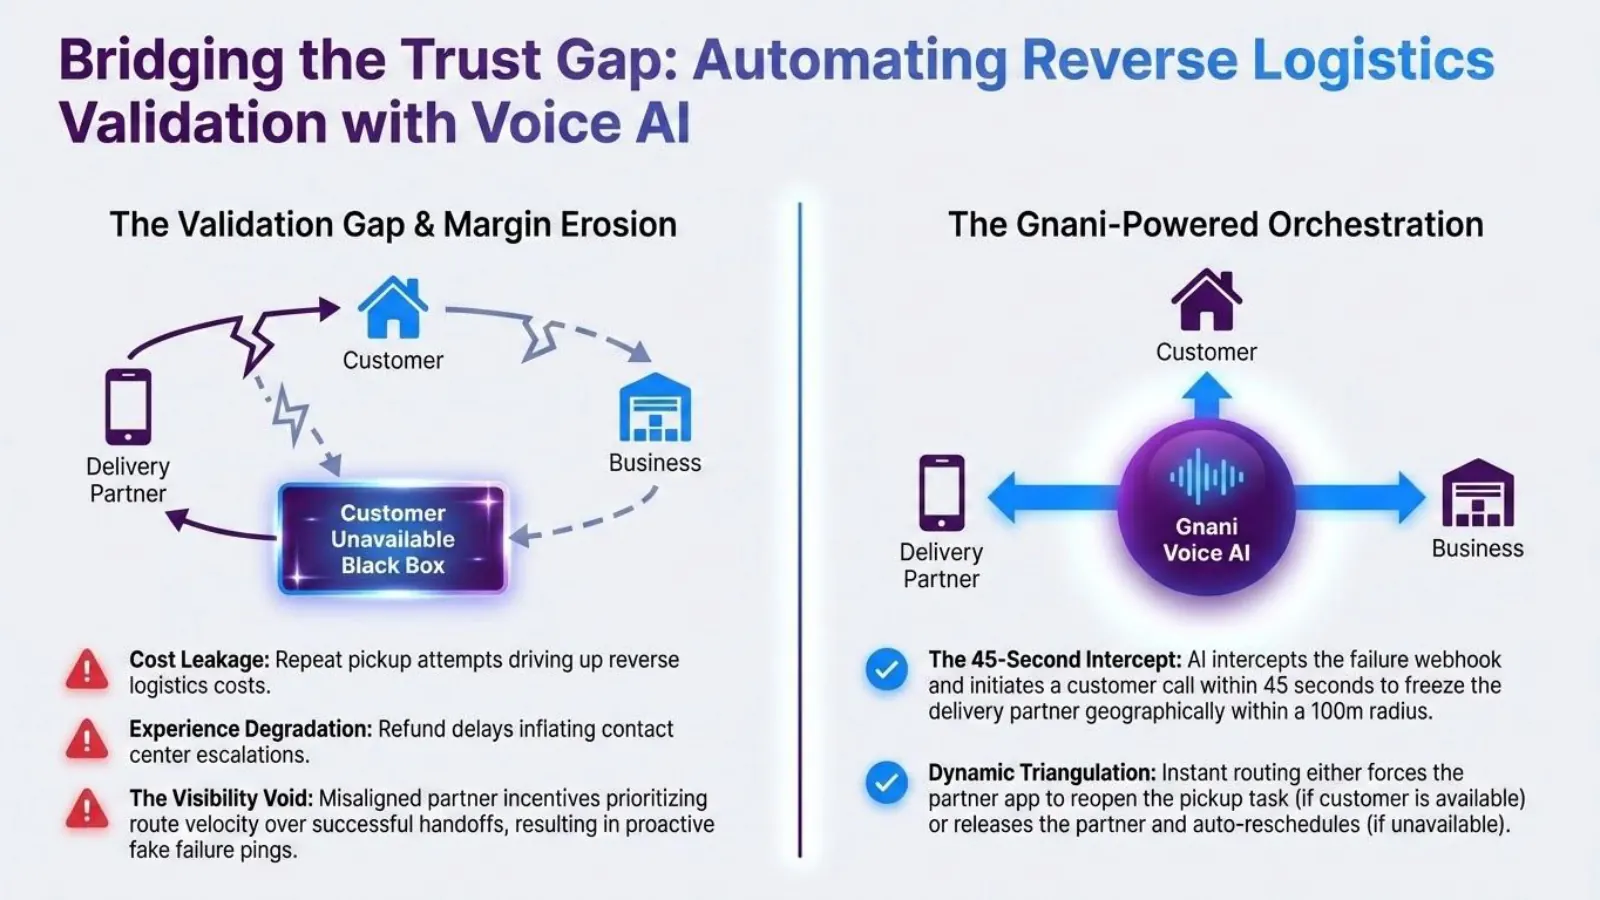 Bridging the Trust Gap: Automating Reverse Logistics
Validation with Voice AI
The Validation Gap & Margin Erosion
Customer
Delivery
Partner
Business
Customer
Unavailable
Black Box
Cost Leakage: Repeat pickup attempts driving up reverse
logistics costs.
Experience Degradation: Refund delays inflating contact
center escalations.
The Visibility Void: Misaligned partner incentives prioritizing
route velocity over successful handoffs, resulting in proactive
fake failure pings.
The Gnani-Powered Orchestration
Customer
Delivery
Partner
Gnani
Voice AI
Business
The 45-Second Intercept: AI intercepts the failure webhook
and initiates a customer call within 45 seconds to freeze the
delivery partner geographically within a 100m radius.
Dynamic Triangulation: Instant routing either forces the
partner app to reopen the pickup task (if customer is available)
or releases the partner and auto-reschedules (if unavailable).